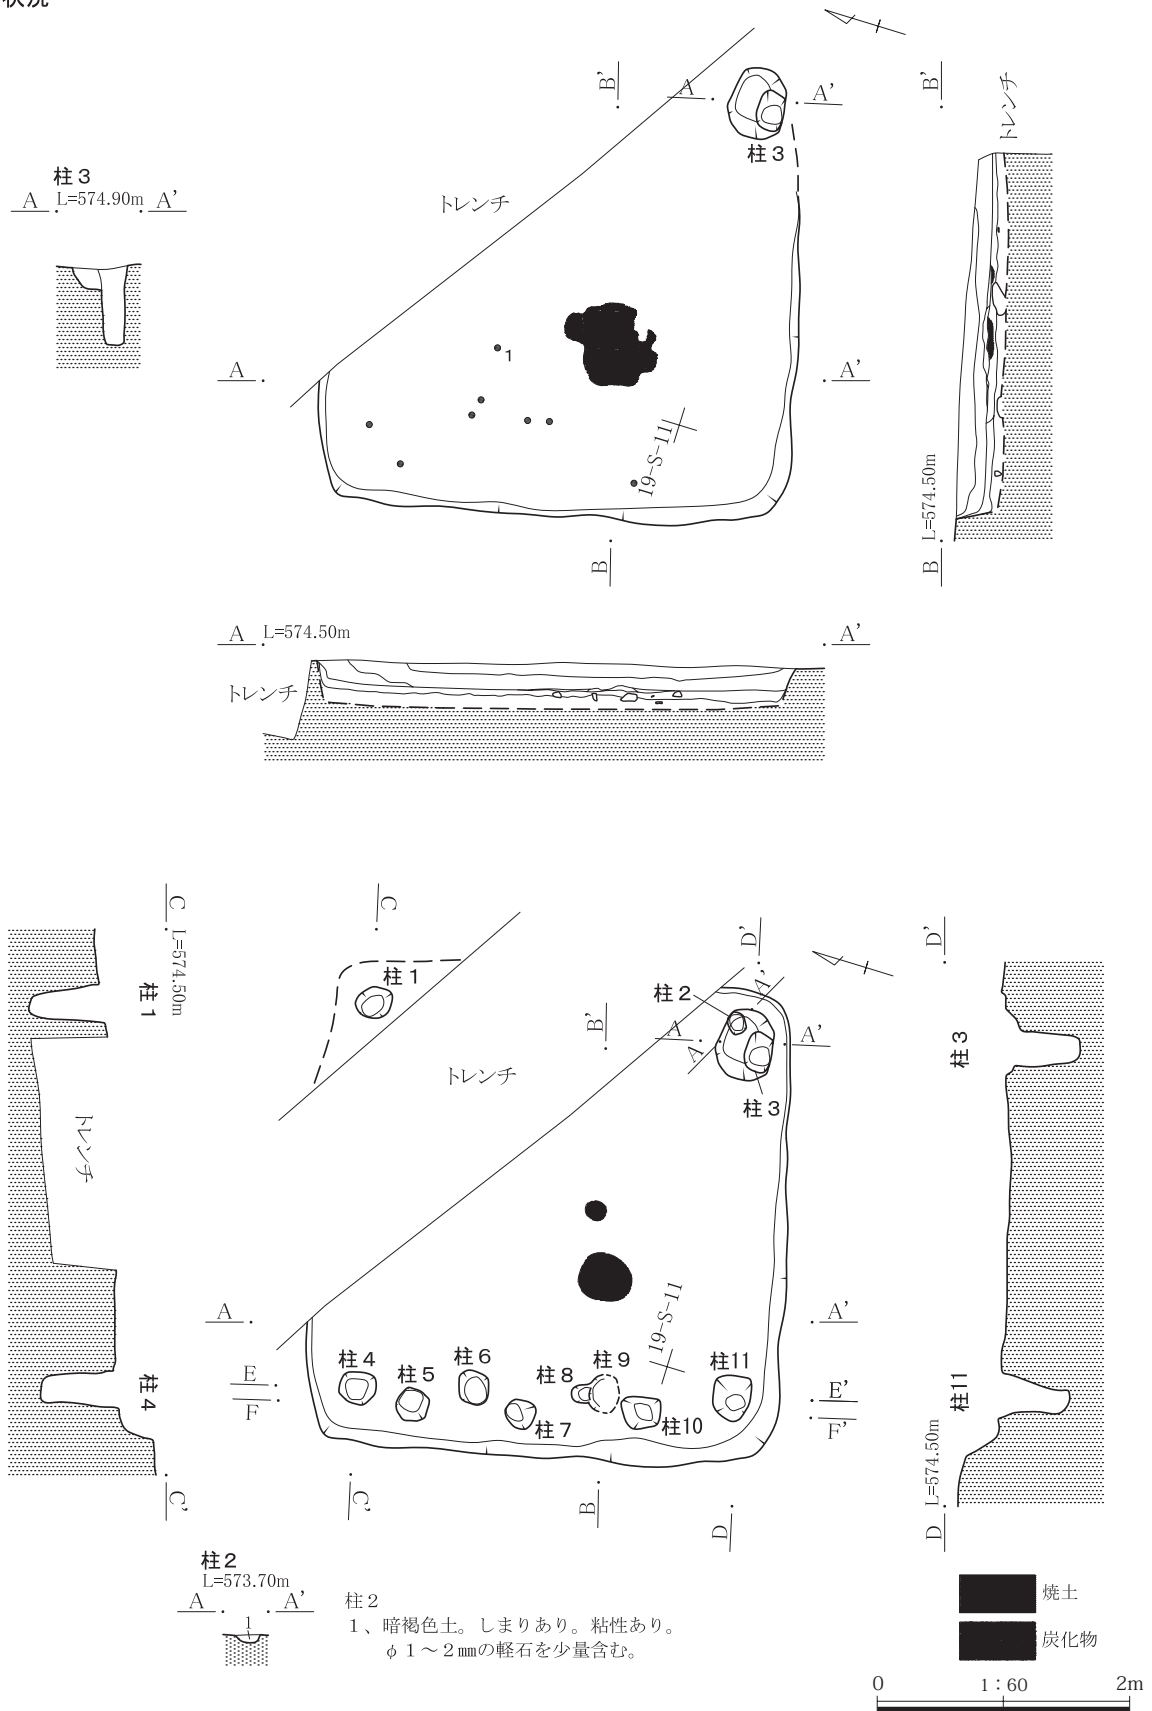 状況
B'
A
A'
柱3
B'
トレンチ
柱3
A L=574.90m A'
トレンチ
1
A
A'
19-S-11
B
B L=574.50m
A L=574.50m
A'
トレンチ
C L=574.50m
柱1
トレンチ
柱4
C'
C
柱1
D'
A'
柱2
B'
A
A'
A
トレンチ
柱3
D'
柱3
柱11
D L=574.50m
A
A'
19-S-11
E
F
柱4
柱5
柱6
柱7
柱8
柱9
柱10
柱11
E'
F'
C'
B
D
柱2
L=573.70m
A
A'
1
柱2
1、暗褐色土。しまりあり。粘性あり。
φ1～2㎜の軽石を少量含む。
焼土
炭化物
0 1：60 2m